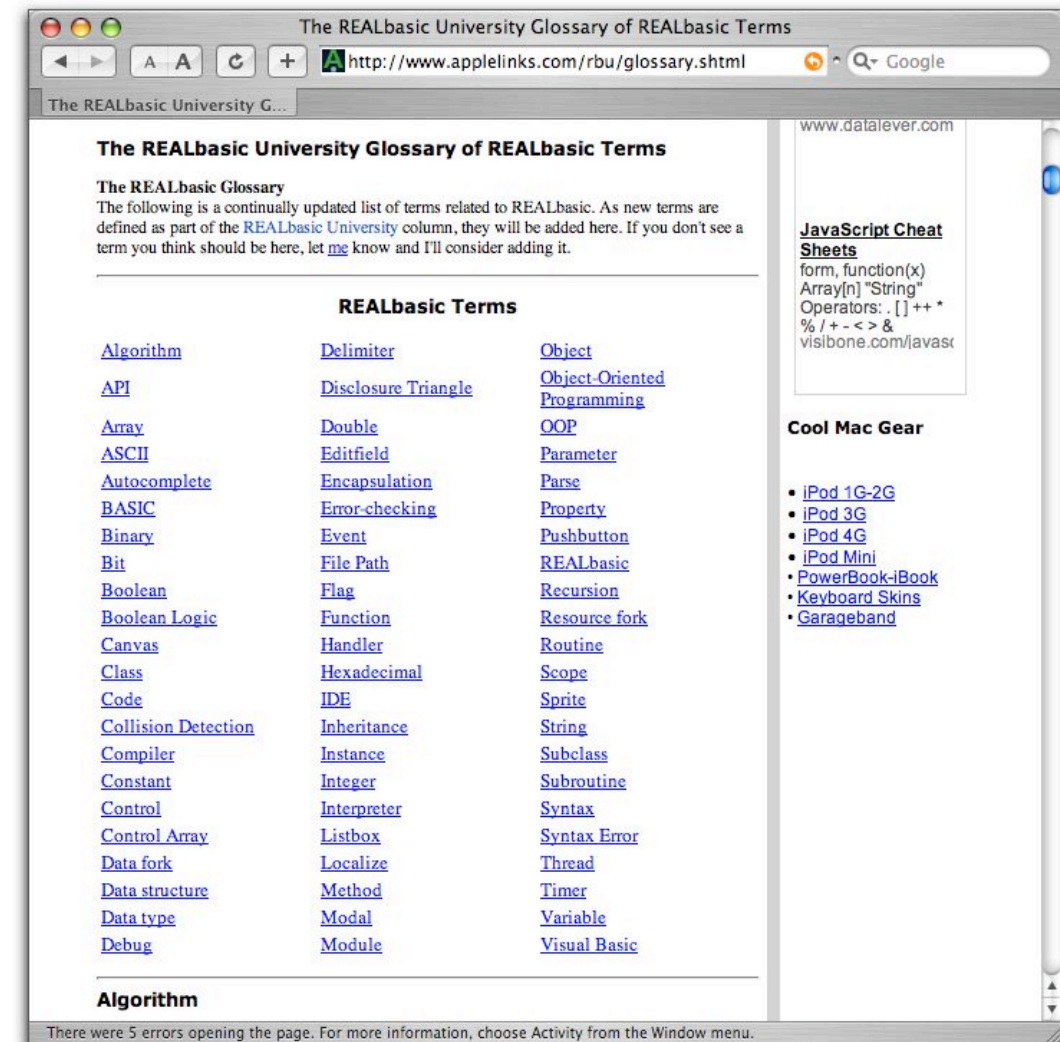 The REALbasic University Glossary of REALbasic Terms
A A
http://www.applelinks.com/rbu/glossary.shtml
Google
The REALbasic University G...
The REALbasic University Glossary of REALbasic Terms
The REALbasic Glossary
The following is a continually updated list of terms related to REALbasic. As new terms are
defined as part of the REALbasic University column, they will be added here. If you don't see a
term you think should be here, let me know and I'll consider adding it.
REALbasic Terms
Algorithm
API
Array
ASCII
Autocomplete
BASIC
Binary
Bit
Boolean
Boolean Logic
Canvas
Class
Code
Collision Detection
Compiler
Constant
Control
Control Array
Data fork
Data structure
Data type
Debug
Delimiter
Disclosure Triangle
Double
Editfield
Encapsulation
Error-checking
Event
File Path
Flag
Function
Handler
Hexadecimal
IDE
Inheritance
Instance
Integer
Interpreter
Listbox
Localize
Method
Modal
Module
Object
Object-Oriented
Programming
OOP
Parameter
Parse
Property
Pushbutton
REALbasic
Recursion
Resource fork
Routine
Scope
Sprite
String
Subclass
Subroutine
Syntax
Syntax Error
Thread
Timer
Variable
Visual Basic
Algorithm
www.datalever.com
JavaScript Cheat
Sheets
form, function(x)
Array[n] "String"
Operators: . [ ] ++ *
% / + - < > &
visibone.com/javasc
Cool Mac Gear
• iPod 1G-2G
• iPod 3G
• iPod 4G
• iPod Mini
• PowerBook-iBook
• Keyboard Skins
• Garageband
There were 5 errors opening the page. For more information, choose Activity from the Window menu.